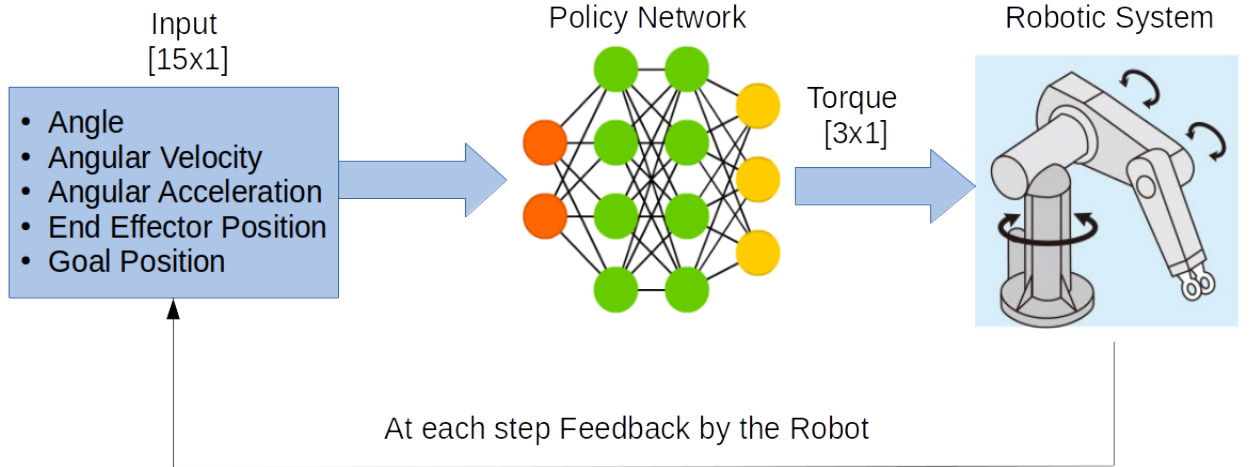 Input
[15x1]
• Angle
• Angular Velocity
• Angular Acceleration
• End Effector Position
• Goal Position
Policy Network
Torque
[3x1]
Robotic System
At each step Feedback by the Robot